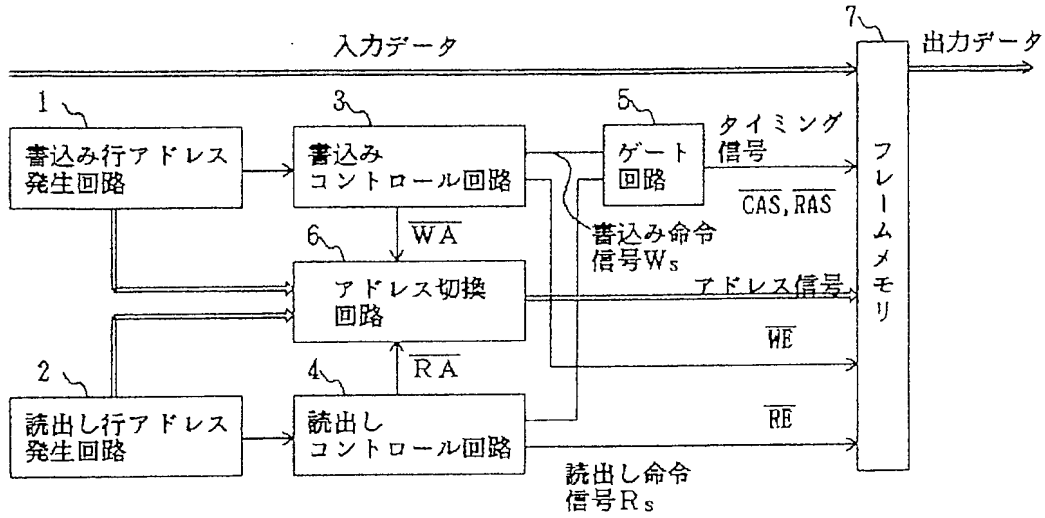 7
入力データ
出力データ
1
書込み行アドレス
発生回路
3
書込み
コントロール回路
5
ゲート
回路
タイミング
信号
CAS, RAS
フレームメモリ
WA
書込み命令
信号Ws
6
アドレス切換
回路
アドレス信号
WE
2
読出し行アドレス
発生回路
RA
4
読出し
コントロール回路
RE
読出し命令
信号Rs